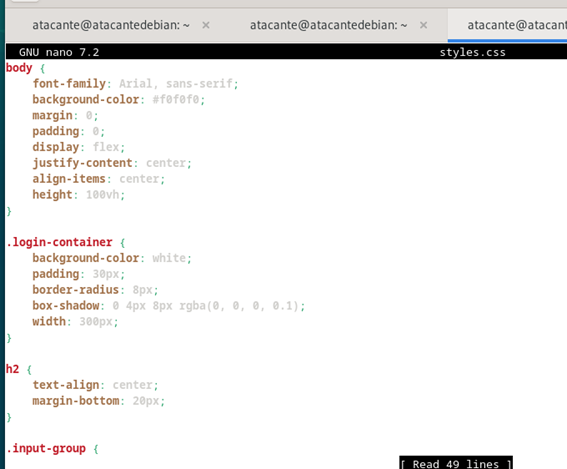 atacante@atacantedebian: ~ × atacante@atacantedebian: ~ × atacante@atacant
GNU nano 7.2 styles.css
body {
    font-family: Arial, sans-serif;
    background-color: #f0f0f0;
    margin: 0;
    padding: 0;
    display: flex;
    justify-content: center;
    align-items: center;
    height: 100vh;
}
.login-container {
    background-color: white;
    padding: 30px;
    border-radius: 8px;
    box-shadow: 0 4px 8px rgba(0, 0, 0, 0.1);
    width: 300px;
}
h2 {
    text-align: center;
    margin-bottom: 20px;
}
.input-group {
[ Read 49 lines ]